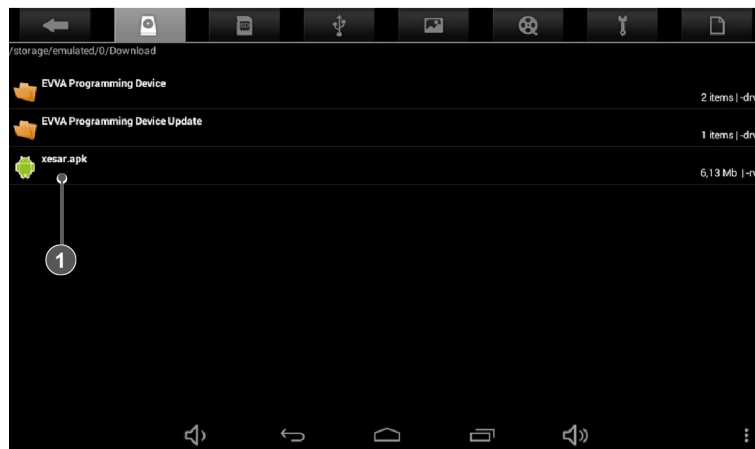 /storage/emulated/0/Download
EVVA Programming Device
2 items | -drv
EVVA Programming Device Update
1 items | -drv
xesar.apk
6,13 Mb | -rv
1